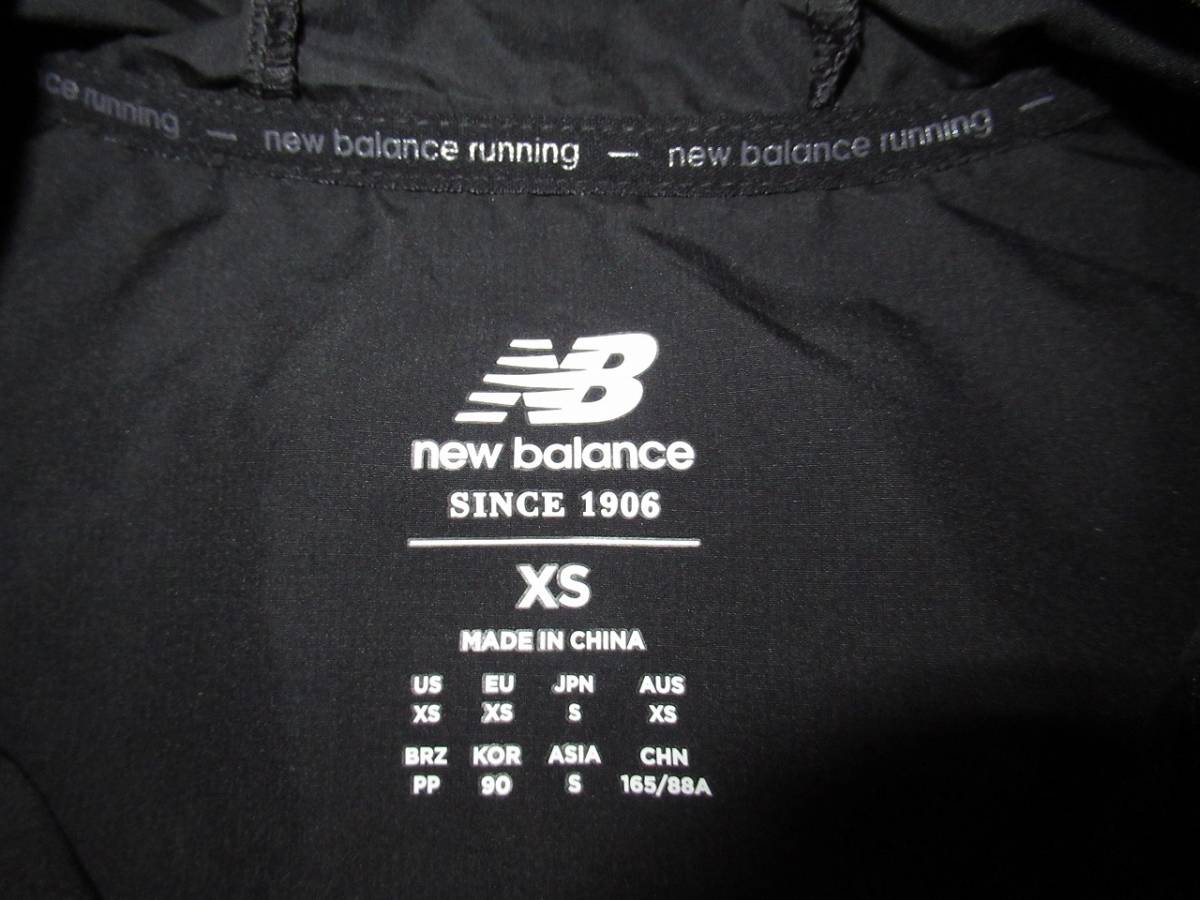 ce running — new balance running — new balance running —
NB
new balance
SINCE 1906
XS
MADE IN CHINA
US EU JPN AUS
XS XS S XS
BRZ KOR ASIA CHN
PP 90 S 165/88A